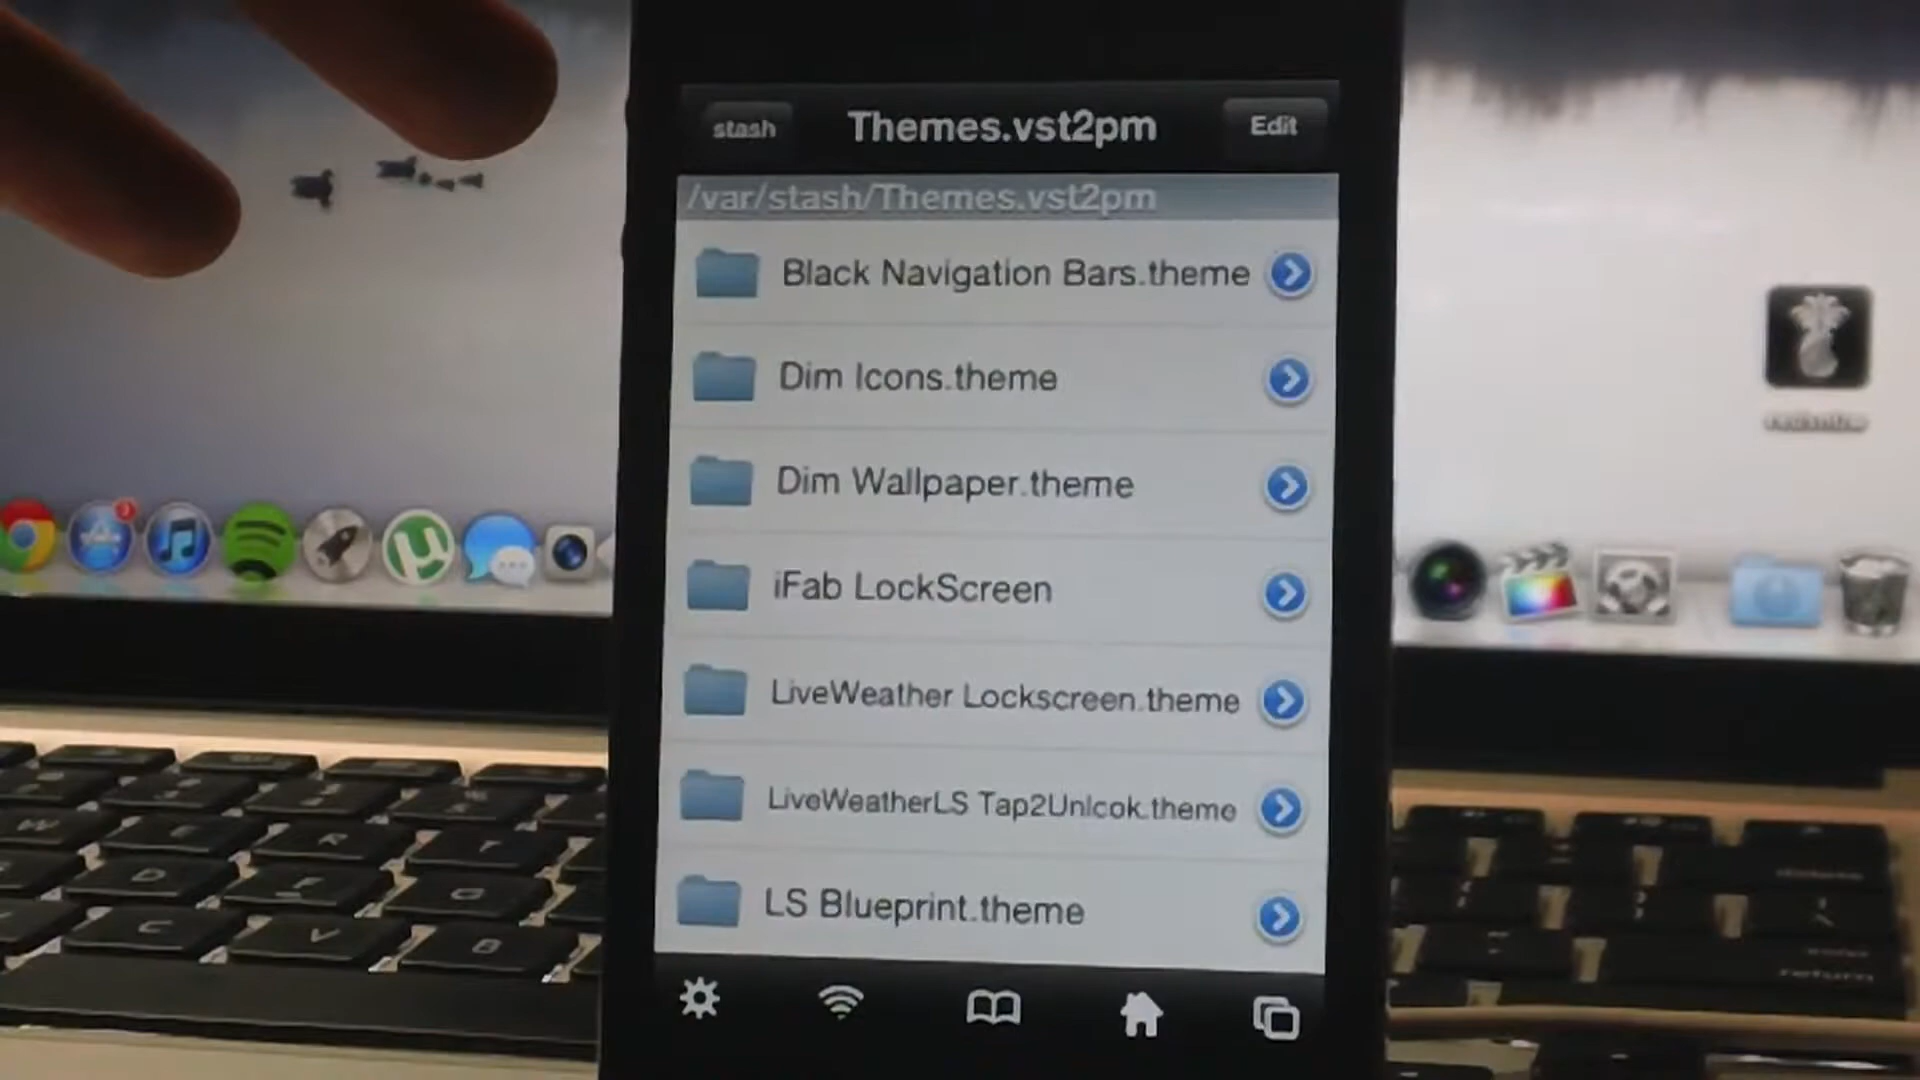 stash
Themes.vst2pm
Edit
/var/stash/Themes.vst2pm
Black Navigation Bars.theme
Dim Icons.theme
Dim Wallpaper.theme
iFab LockScreen
LiveWeather Lockscreen.theme
LiveWeatherLS Tap2Unlcok.theme
LS Blueprint.theme
W
R
T
D
F
G
C
V
B
return